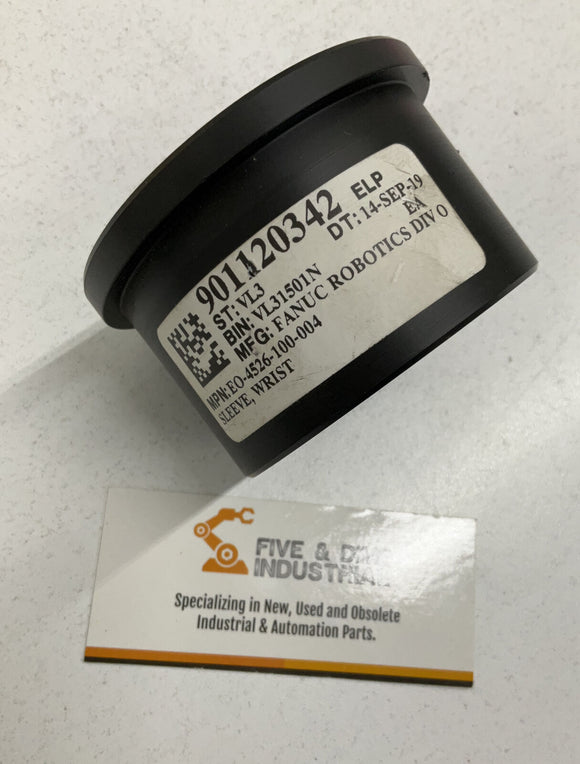 901120342 ELP
ST: VL3 DT: 14-SEP-19
BIN: VL31501N EA
MFG: FANUC ROBOTICS DIV O
MPN: EO-4526-100-004
SLEEVE, WRIST
FIVE & DIME
INDUSTRIAL
Specializing in New, Used and Obsolete
Industrial & Automation Parts.